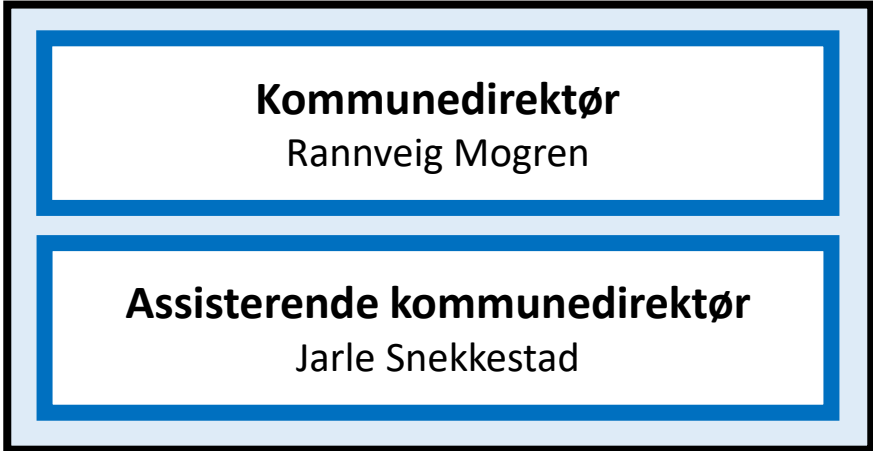 Kommunedirektør
Rannveig Mogren
Assisterende kommunedirektør
Jarle Snekkestad